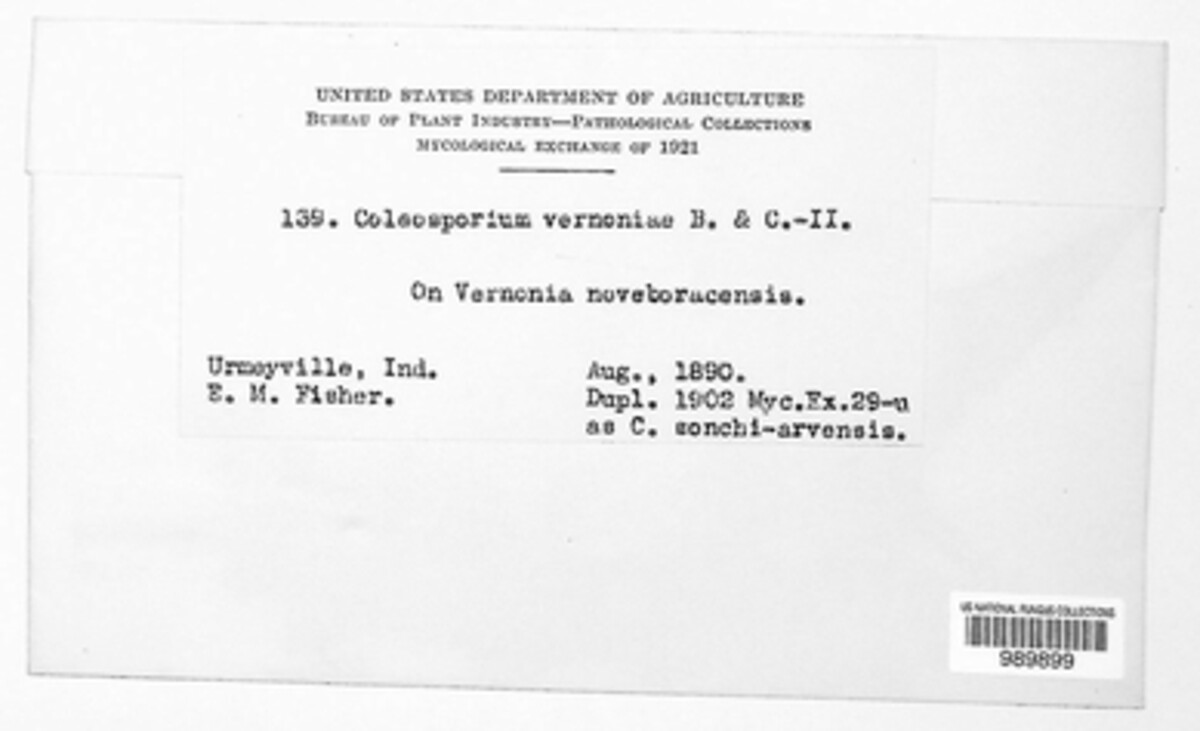 UNITED STATES DEPARTMENT OF AGRICULTURE
BUREAU OF PLANT INDUSTRY—PATHOLOGICAL COLLECTIONS
MYCOLOGICAL EXCHANGE OF 1921
139. Coleosporium vernoniae B. & C.-II.
On Vernonia noveboracensis.
Urmeyville, Ind.
E. M. Fisher.
Aug., 1890.
Dupl. 1902 Myc.Ex.29-u
as C. sonchi-arvensis.
US NATIONAL FUNGUS COLLECTIONS
989899